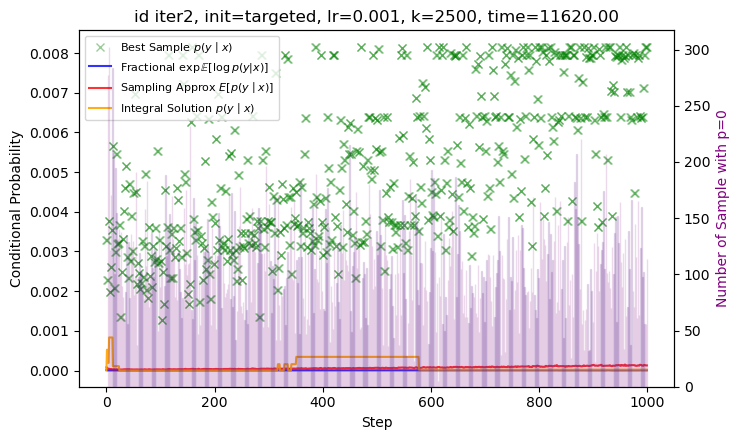 id iter2, init=targeted, lr=0.001, k=2500, time=11620.00
Best Sample p(y | x)
Fractional exp𝔼[log p(y|x)]
Sampling Approx E[p(y | x)]
Integral Solution p(y | x)
Conditional Probability
0.008
0.007
0.006
0.005
0.004
0.003
0.002
0.001
0.000
300
250
200
150
100
50
0
Number of Sample with p=0
0 200 400 600 800 1000
Step